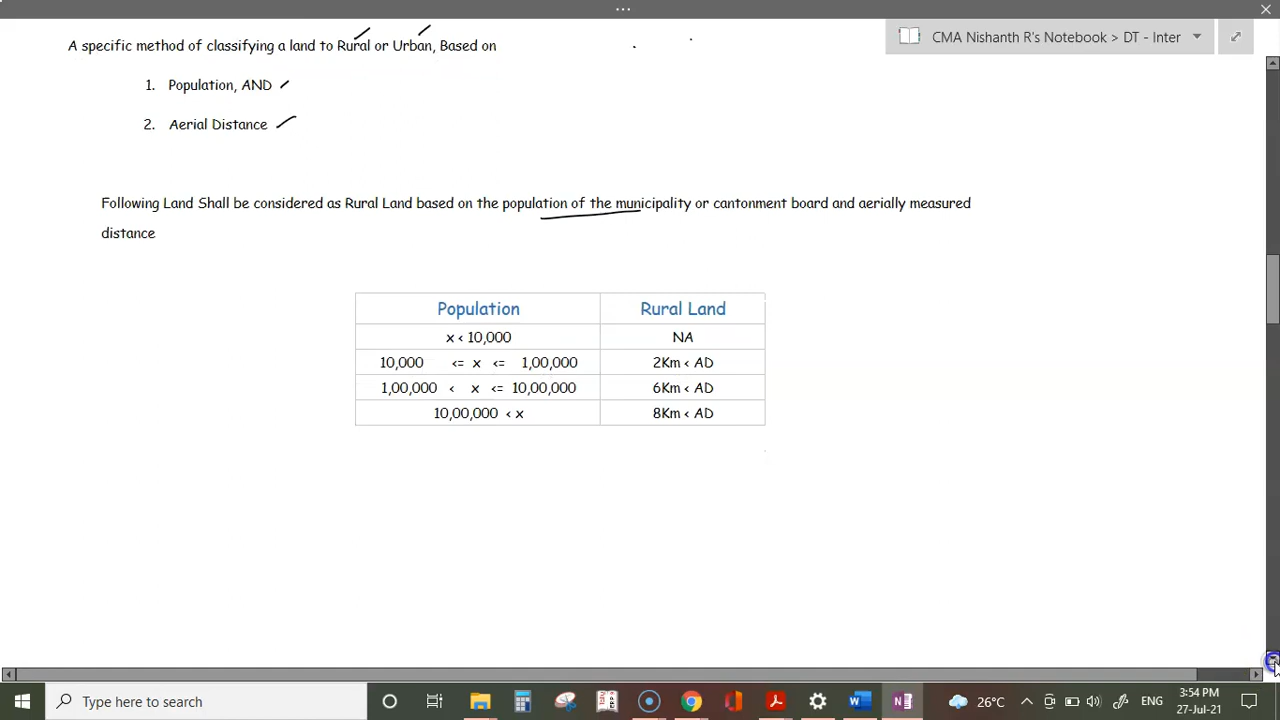 A specific method of classifying a land to Rural or Urban, Based on
CMA Nishanth R's Notebook > DT - Inter
1. Population, AND
2. Aerial Distance
Following Land Shall be considered as Rural Land based on the population of the municipality or cantonment board and aerially measured
distance
Population Rural Land
x < 10,000 NA
10,000 <= x <= 1,00,000 2Km < AD
1,00,000 < x <= 10,00,000 6Km < AD
10,00,000 < x 8Km < AD
Type here to search
26°C
ENG
3:54 PM
27-Jul-21